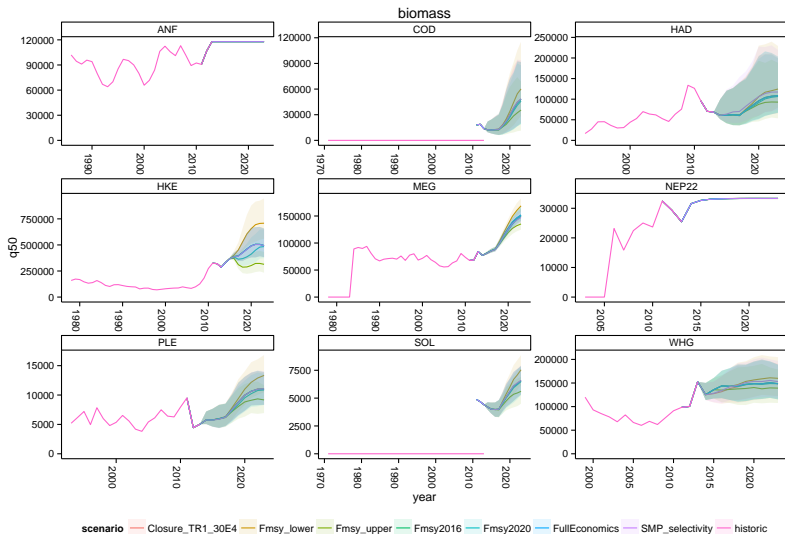 biomass
ANF COD HAD
120000
90000
60000
30000
0
1990 2000 2010 2020
120000
90000
60000
30000
0
1970 1980 1990 2000 2010 2020
250000
200000
150000
100000
50000
0
2000 2010 2020
HKE MEG NEP22
q50
750000
500000
250000
0
1980 1990 2000 2010 2020
150000
100000
50000
0
1980 1990 2000 2010 2020
30000
20000
10000
0
2005 2010 2015 2020
PLE SOL WHG
15000
10000
5000
0
2000 2010 2020
7500
5000
2500
0
1970 1980 1990 2000 2010 2020
200000
150000
100000
50000
0
2000 2005 2010 2015 2020
year
scenario Closure_TR1_30E4 Fmsy_lower Fmsy_upper Fmsy2016 Fmsy2020 FullEconomics SMP_selectivity historic